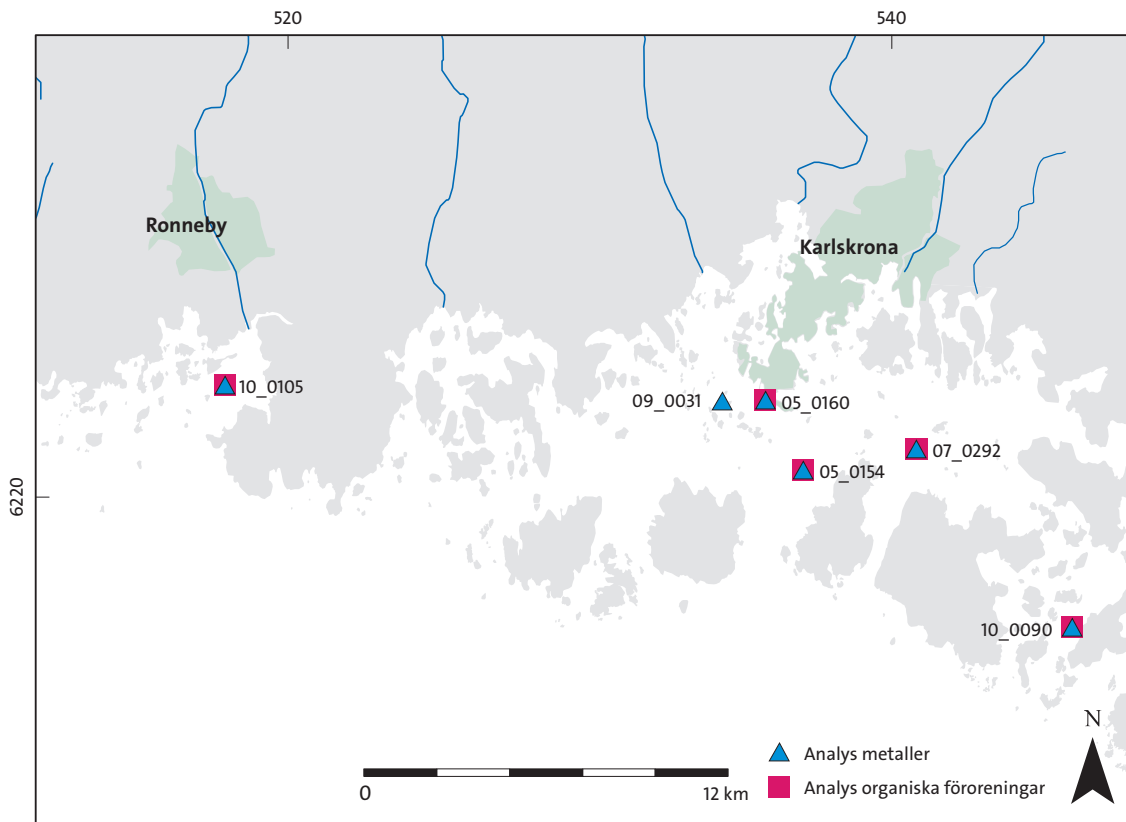 520
540
Ronneby
Karlskrona
10_0105
09_0031
05_0160
07_0292
05_0154
6220
10_0090
N
Analys metaller
Analys organiska föroreningar
0
12 km